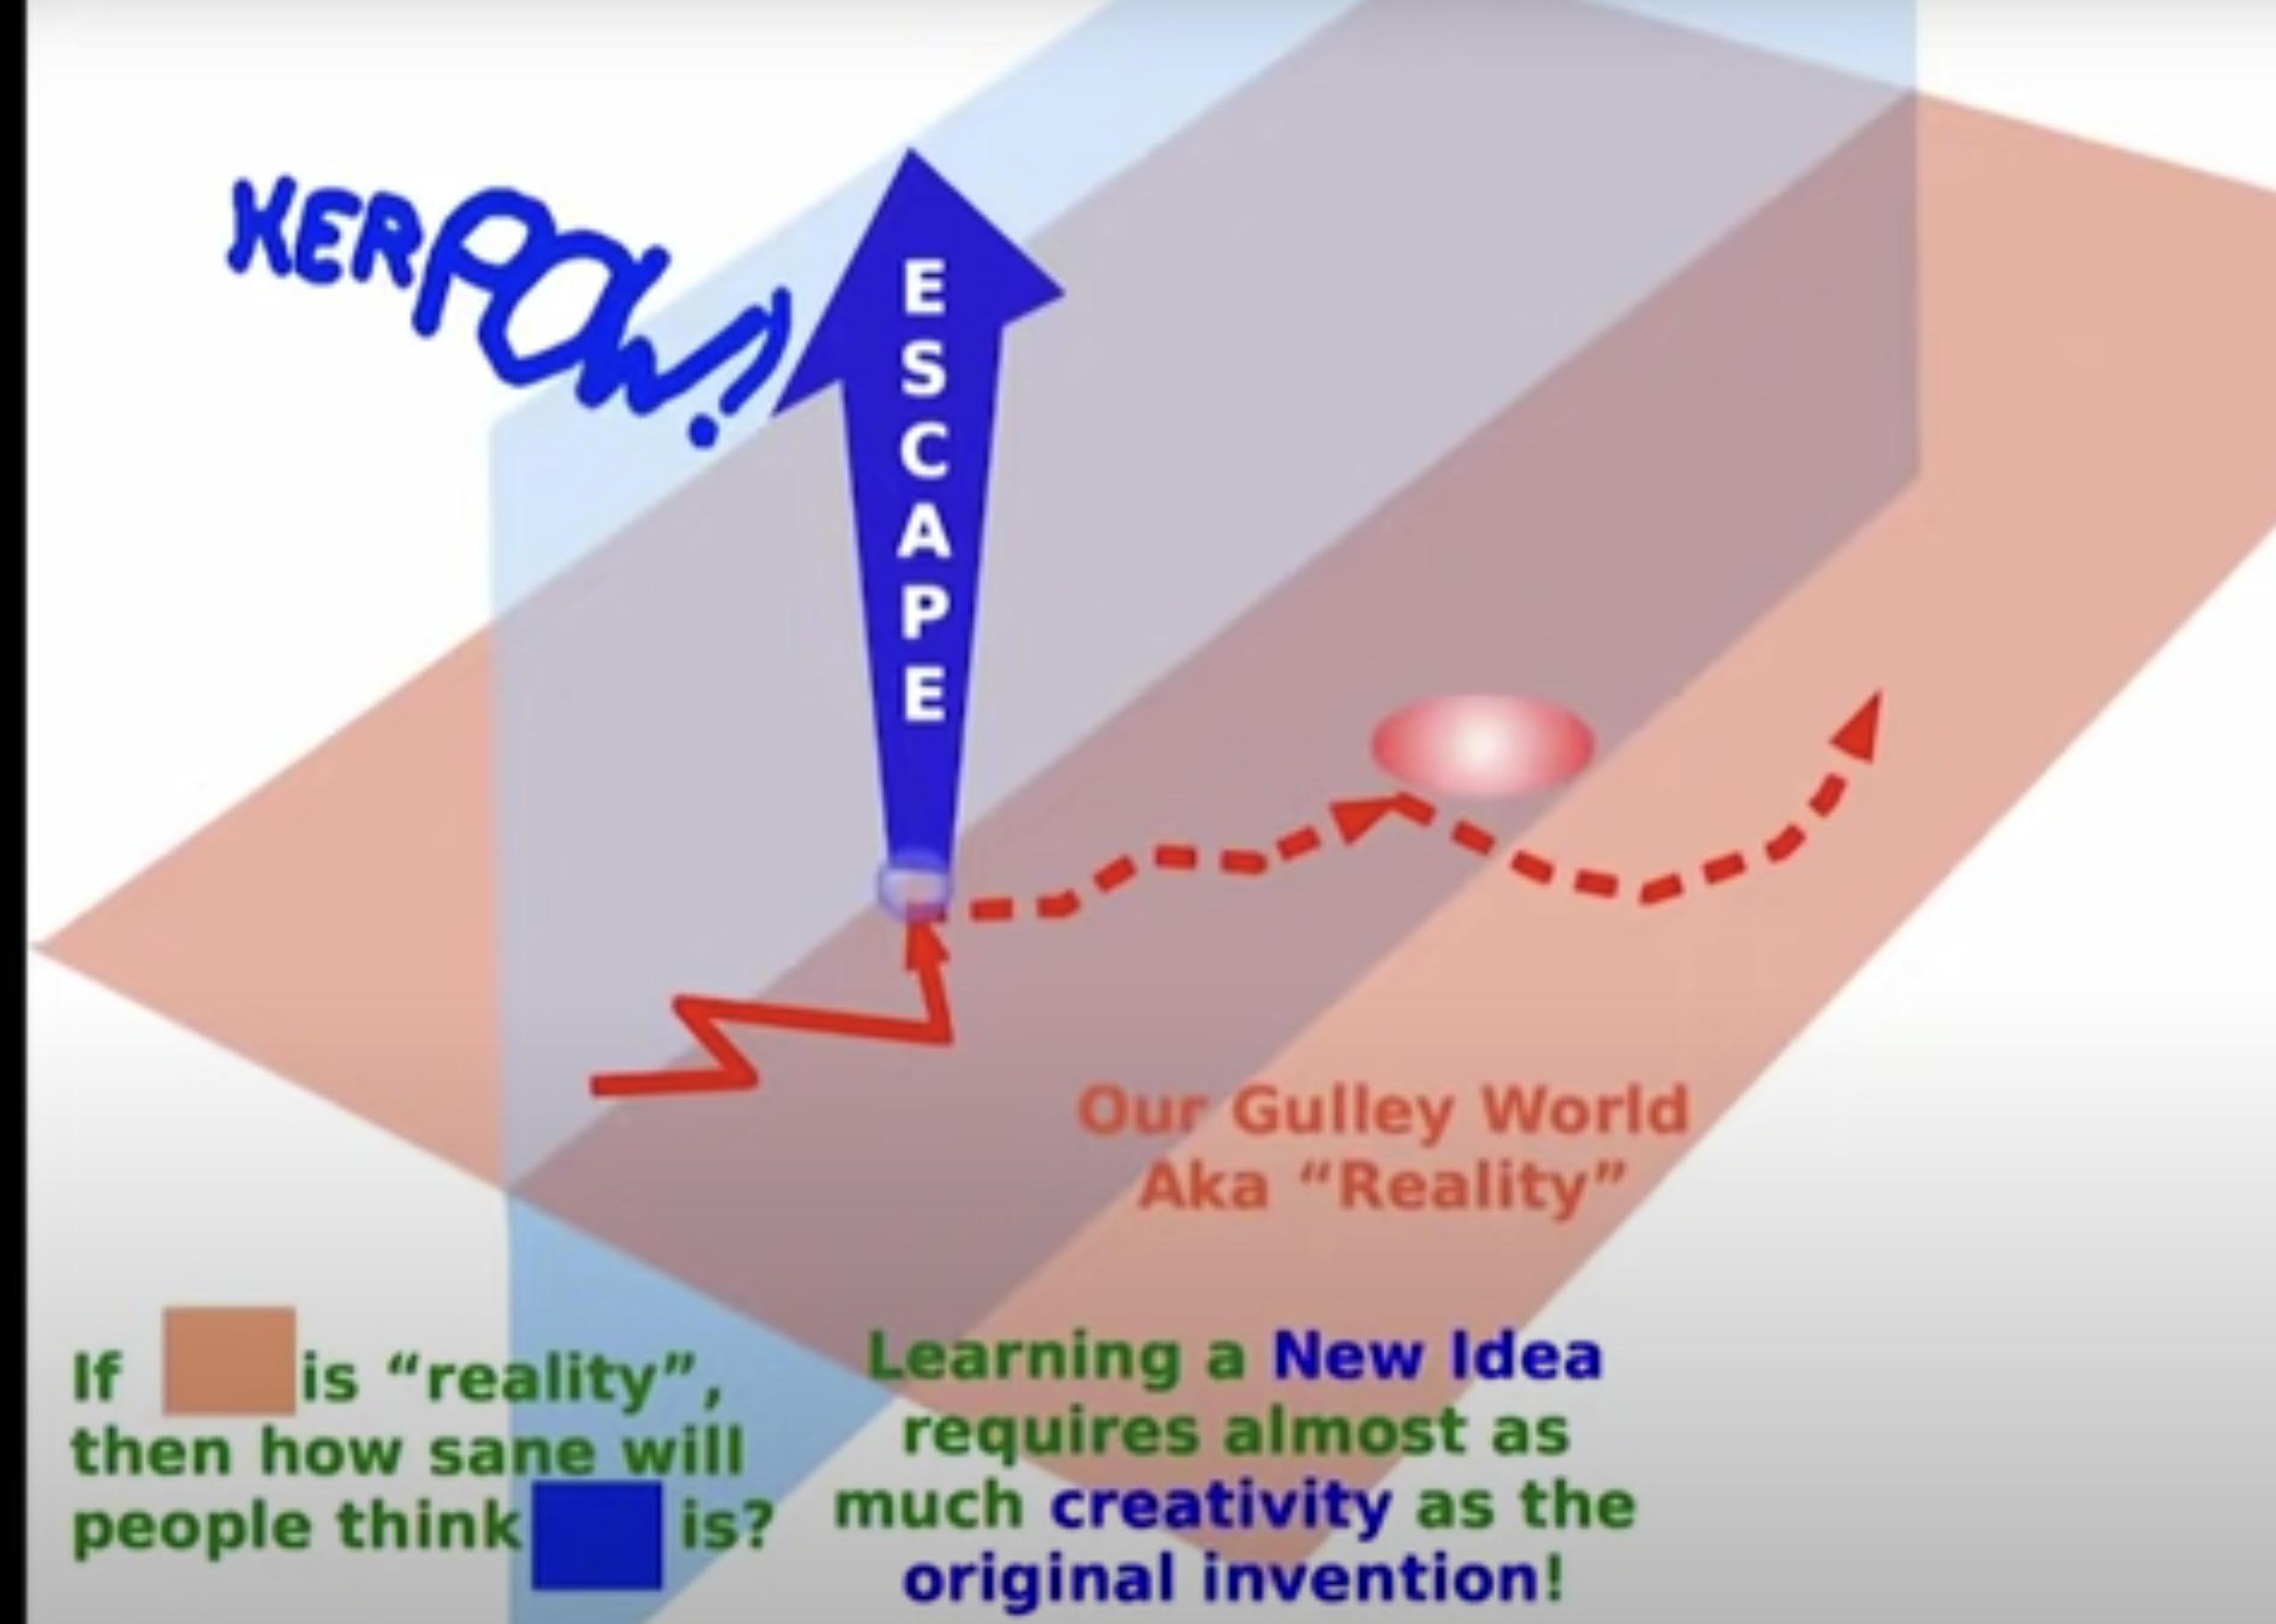 KERPOW!
ESCAPE
Our Gulley World
Aka “Reality”
If is “reality”,
then how sane will
people think is?
Learning a New Idea
requires almost as
much creativity as the
original invention!